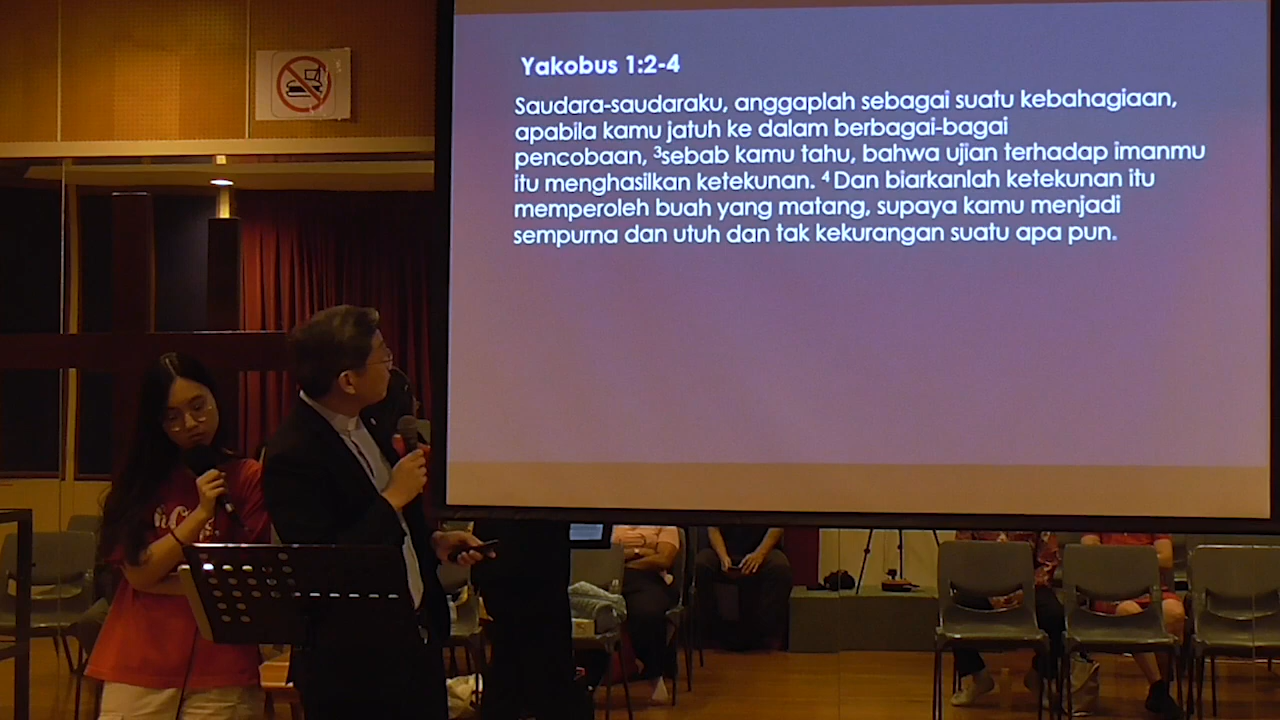 Yakobus 1:2-4
Saudara-saudaraku, anggaplah sebagai suatu kebahagiaan,
apabila kamu jatuh ke dalam berbagai-bagai
pencobaan, ³sebab kamu tahu, bahwa ujian terhadap imanmu
itu menghasilkan ketekunan. ⁴ Dan biarkanlah ketekunan itu
memperoleh buah yang matang, supaya kamu menjadi
sempurna dan utuh dan tak kekurangan suatu apa pun.